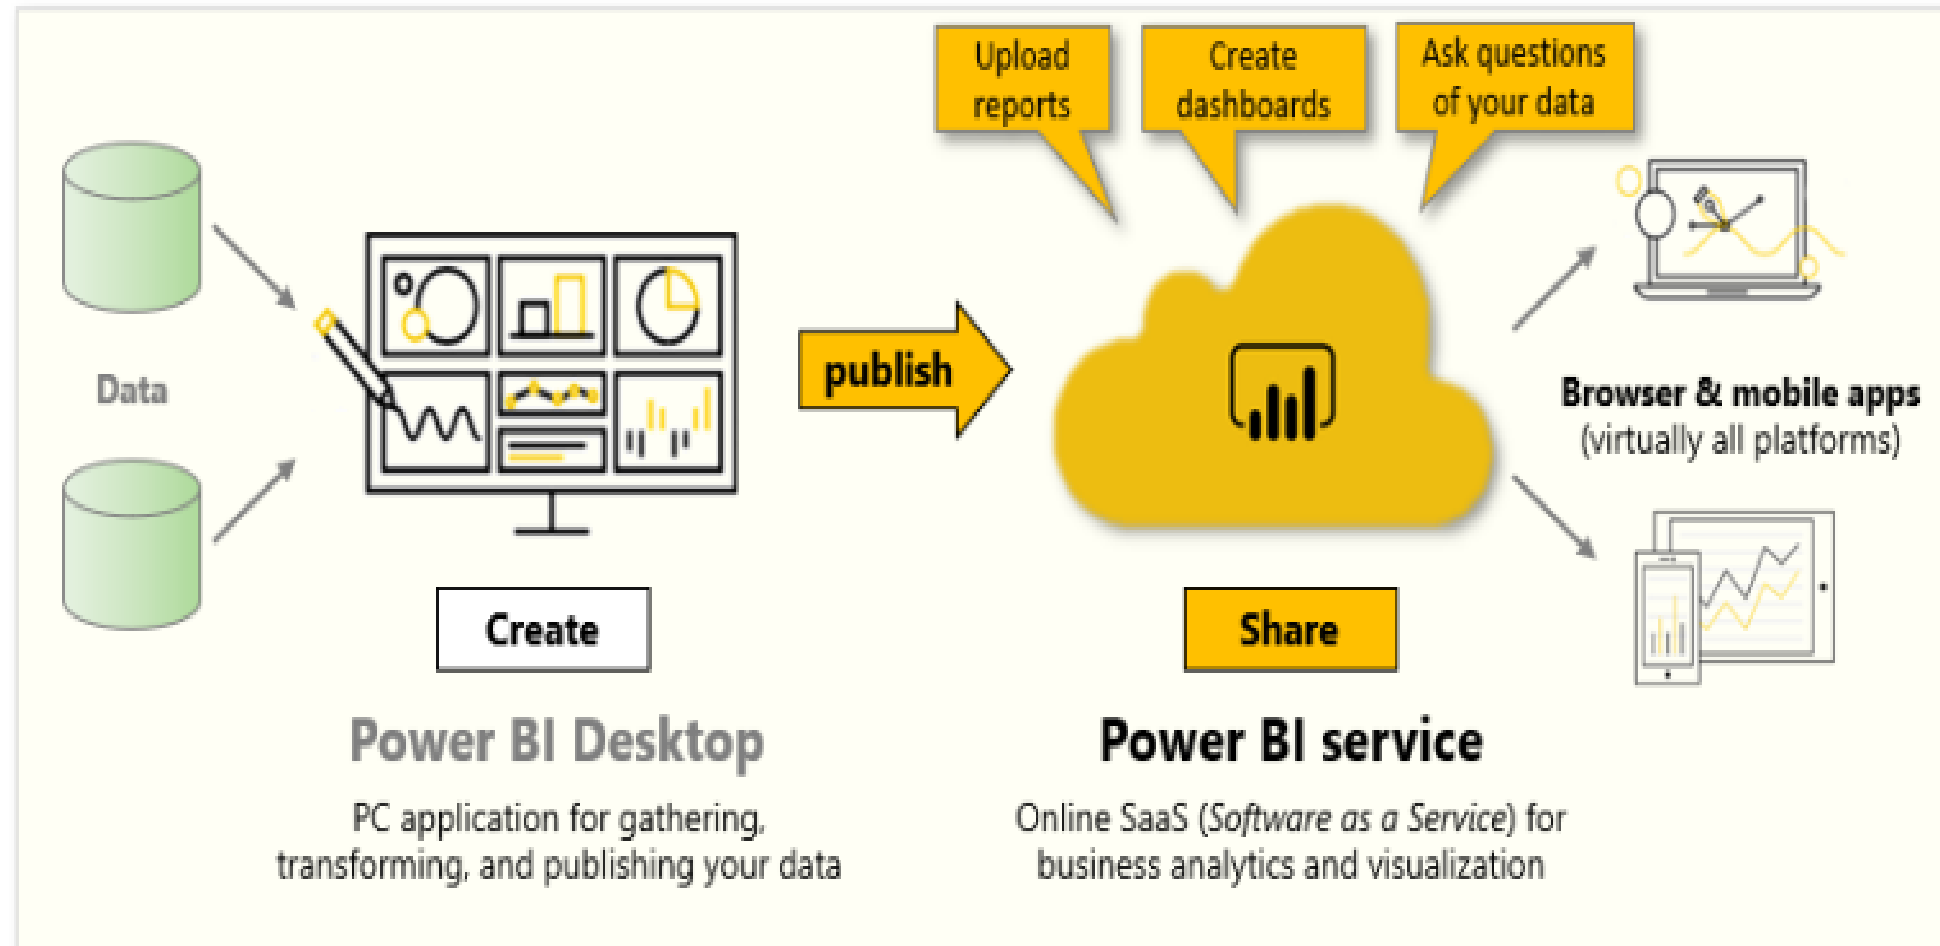 Upload
reports
Create
dashboards
Ask questions
of your data
Data
publish
Browser & mobile apps
(virtually all platforms)
Create
Share
Power BI Desktop
PC application for gathering,
transforming, and publishing your data
Power BI service
Online SaaS (Software as a Service) for
business analytics and visualization